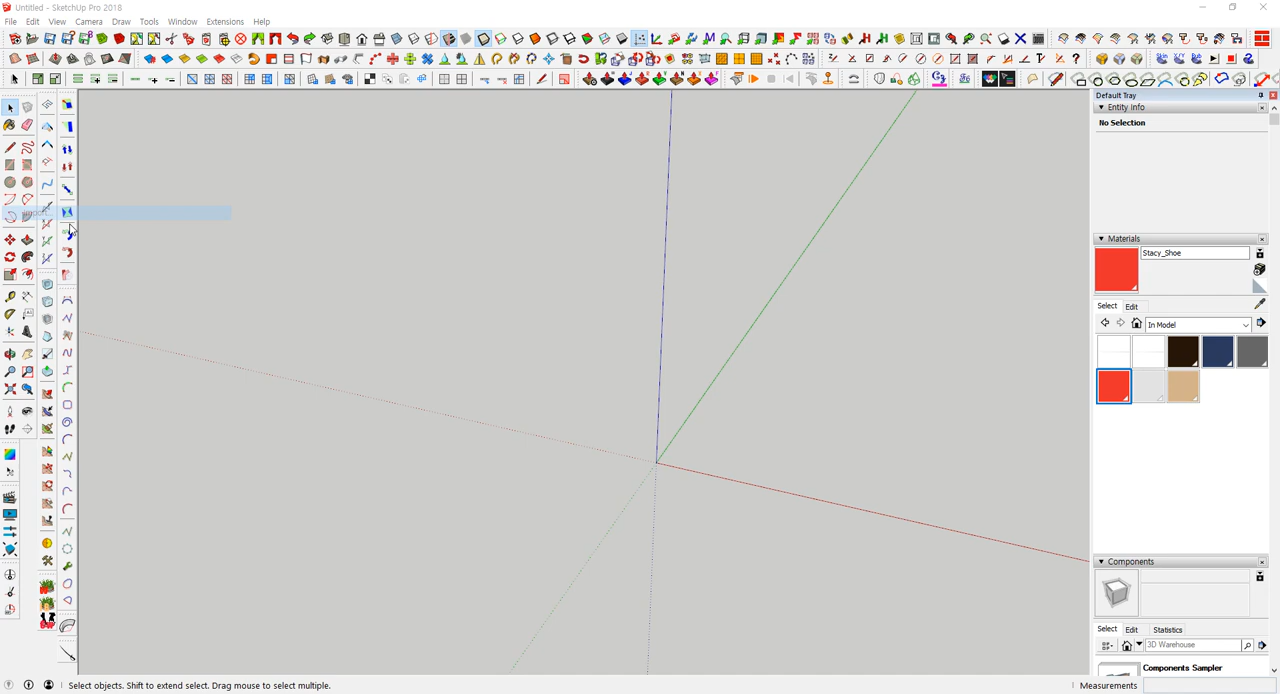 Untitled - SketchUp Pro 2018
File Edit View Camera Draw Tools Window Extensions Help
Default Tray
Entity Info
No Selection
Materials
Stacy_Shoe
Select Edit
In Model
Import...
Components
Select Edit Statistics
3D Warehouse
Components Sampler
Select objects. Shift to extend select. Drag mouse to select multiple.
Measurements